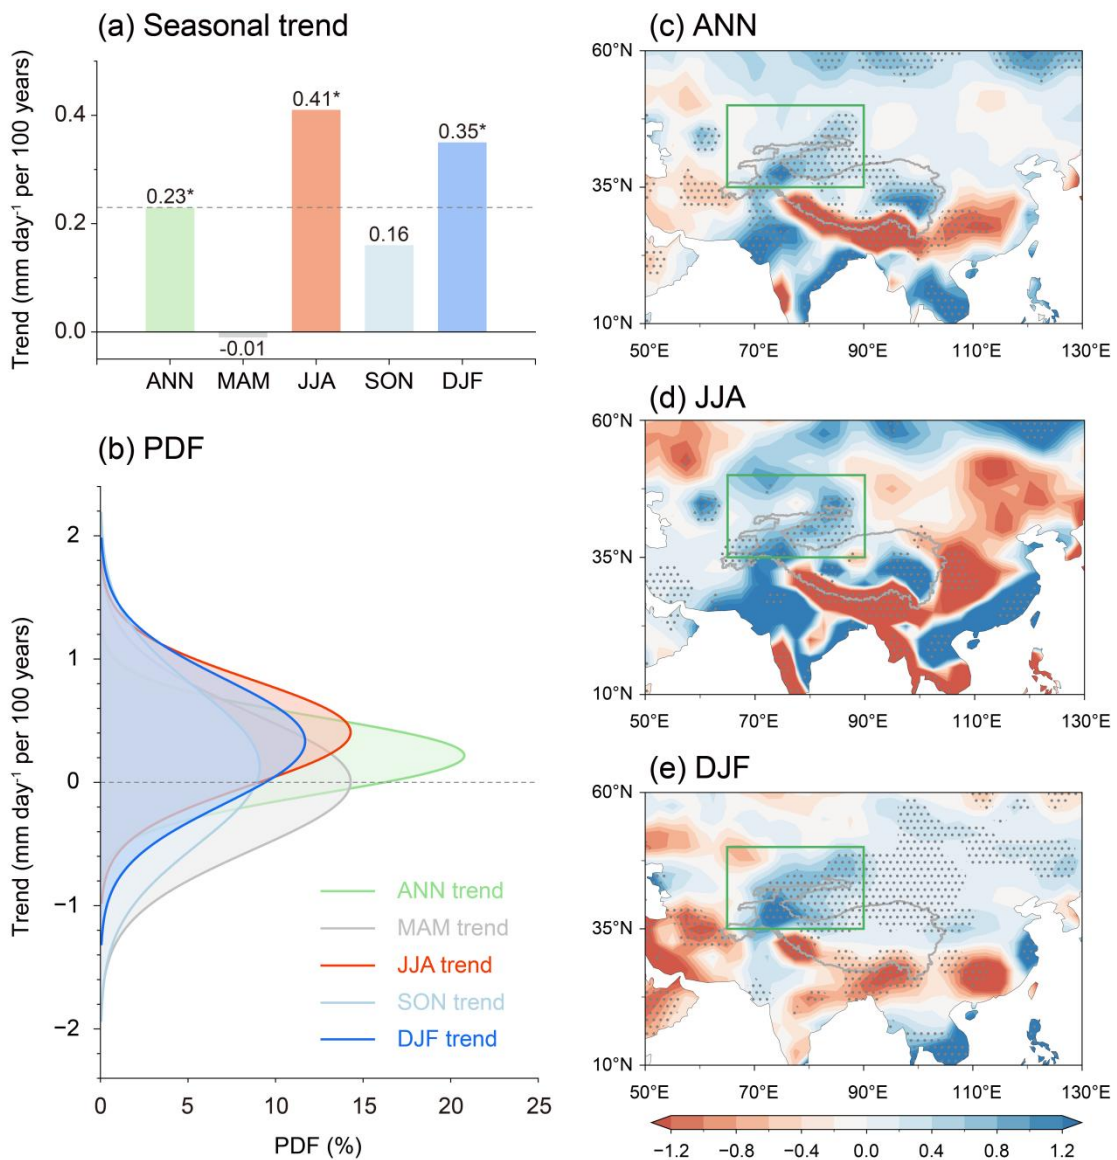 (a) Seasonal trend
Trend (mm day⁻¹ per 100 years)
0.4
0.2
0.0
0.23*
-0.01
0.41*
0.16
0.35*
ANN MAM JJA SON DJF
(b) PDF
Trend (mm day⁻¹ per 100 years)
2
1
0
−1
−2
ANN trend
MAM trend
JJA trend
SON trend
DJF trend
0 5 10 15 20 25
PDF (%)
(c) ANN
60°N
35°N
10°N
50°E 70°E 90°E 110°E 130°E
(d) JJA
60°N
35°N
10°N
50°E 70°E 90°E 110°E 130°E
(e) DJF
60°N
35°N
10°N
50°E 70°E 90°E 110°E 130°E
−1.2 −0.8 −0.4 0.0 0.4 0.8 1.2